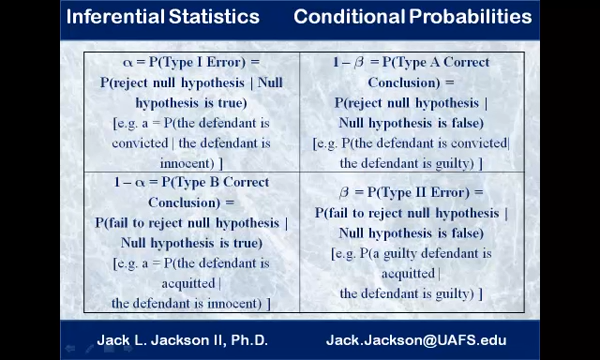 Inferential Statistics Conditional Probabilities
α = P(Type I Error) =
P(reject null hypothesis | Null
hypothesis is true)
[e.g. a = P(the defendant is
convicted | the defendant is
innocent) ]
1 – β = P(Type A Correct
Conclusion) =
P(reject null hypothesis |
Null hypothesis is false)
[e.g. P(the defendant is convicted|
the defendant is guilty) ]
1 – α = P(Type B Correct
Conclusion) =
P(fail to reject null hypothesis |
Null hypothesis is true)
[e.g. a = P(the defendant is
acquitted |
the defendant is innocent) ]
β = P(Type II Error) =
P(fail to reject null hypothesis |
Null hypothesis is false)
[e.g. P(a guilty defendant is
acquitted |
the defendant is guilty) ]
Jack L. Jackson II, Ph.D. Jack.Jackson@UAFS.edu